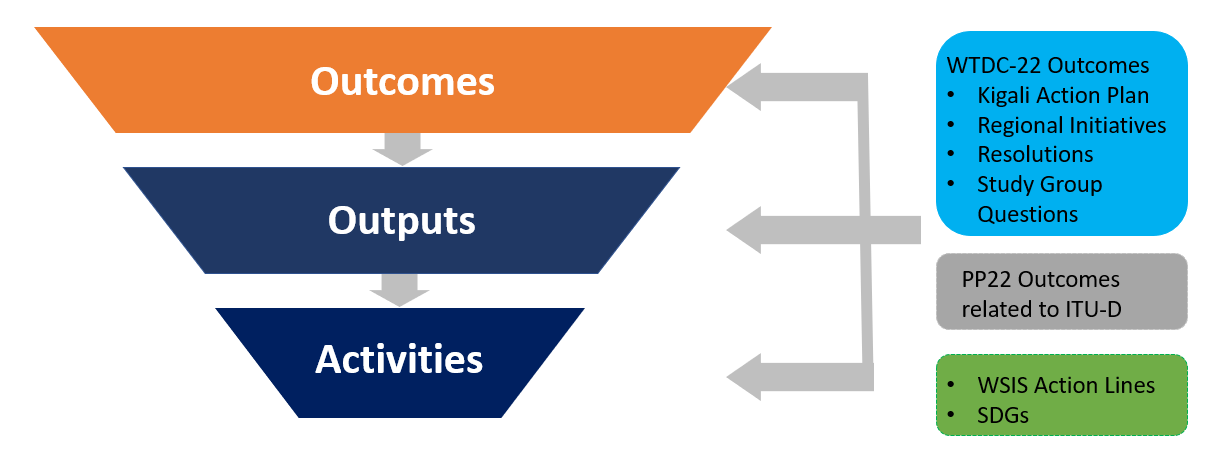 Outcomes
Outputs
Activities
WTDC-22 Outcomes
• Kigali Action Plan
• Regional Initiatives
• Resolutions
• Study Group
Questions
PP22 Outcomes
related to ITU-D
• WSIS Action Lines
• SDGs